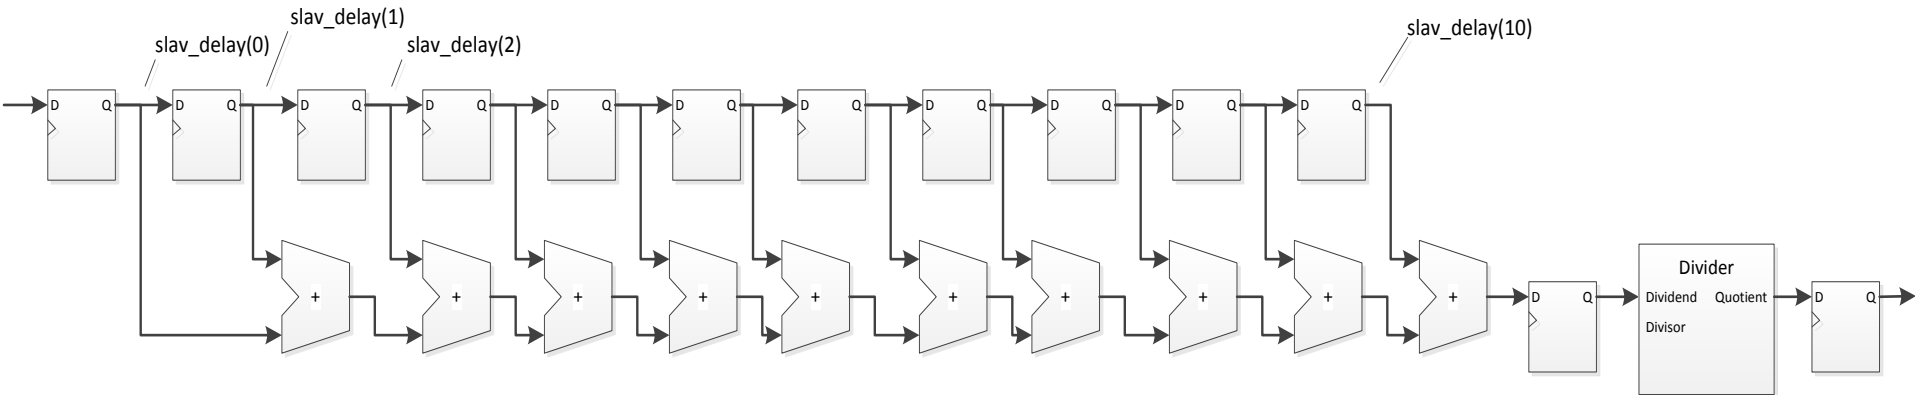 slav_delay(0)
slav_delay(1)
slav_delay(2)
slav_delay(10)
D Q
D Q
D Q
D Q
D Q
D Q
D Q
D Q
D Q
D Q
D Q
+
+
+
+
+
+
+
+
+
+
D Q
Divider
Dividend Quotient
Divisor
D Q